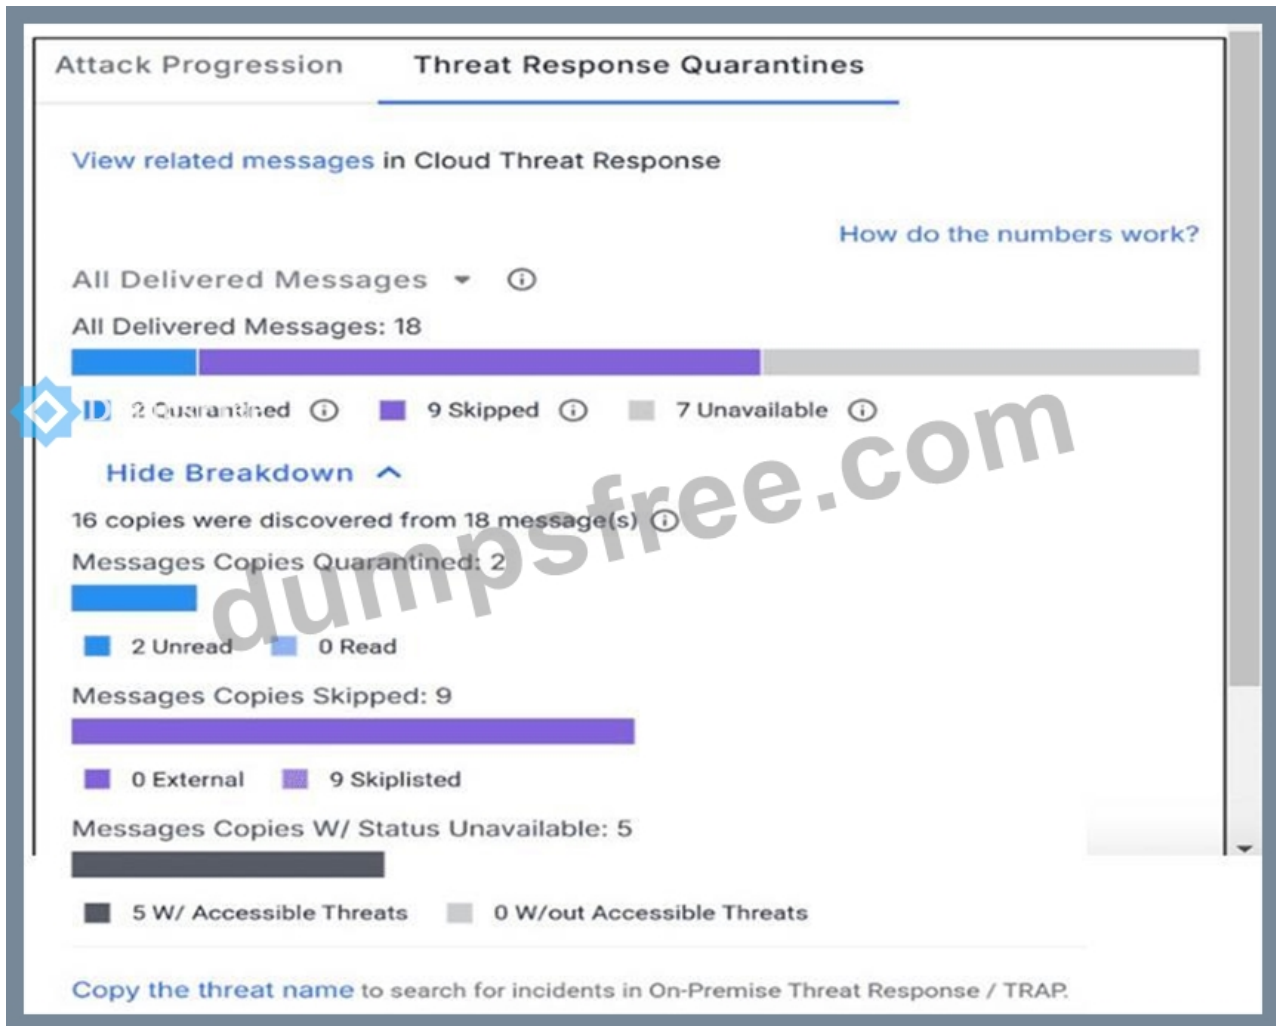 Attack Progression Threat Response Quarantines
View related messages in Cloud Threat Response
How do the numbers work?
All Delivered Messages
All Delivered Messages: 18
2 Quarantined 9 Skipped 7 Unavailable
Hide Breakdown
16 copies were discovered from 18 message(s)
Messages Copies Quarantined: 2
2 Unread 0 Read
Messages Copies Skipped: 9
0 External 9 Skiplisted
Messages Copies W/ Status Unavailable: 5
5 W/ Accessible Threats 0 W/out Accessible Threats
Copy the threat name to search for incidents in On-Premise Threat Response / TRAP.
dumpsfree.com